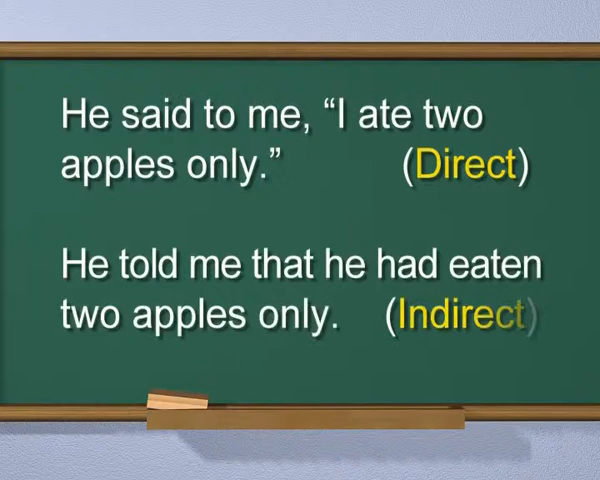 He said to me, “I ate two
apples only.” (Direct)
He told me that he had eaten
two apples only. (Indirect)